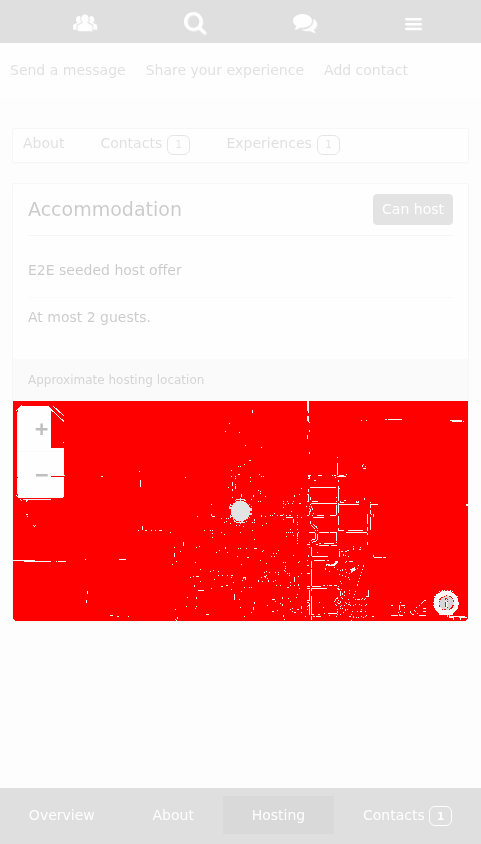 Send a message Share your experience Add contact
About Contacts 1 Experiences 1
Accommodation Can host
E2E seeded host offer
At most 2 guests.
Approximate hosting location
+
−
Overview About Hosting Contacts 1